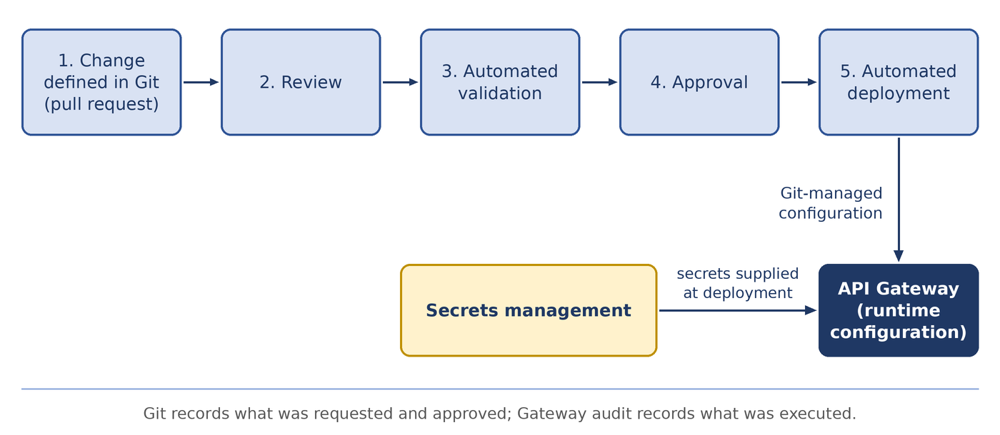 1. Change
defined in Git
(pull request)
2. Review
3. Automated
validation
4. Approval
5. Automated
deployment
Git-managed
configuration
Secrets management
secrets supplied
at deployment
API Gateway
(runtime
configuration)
Git records what was requested and approved; Gateway audit records what was executed.